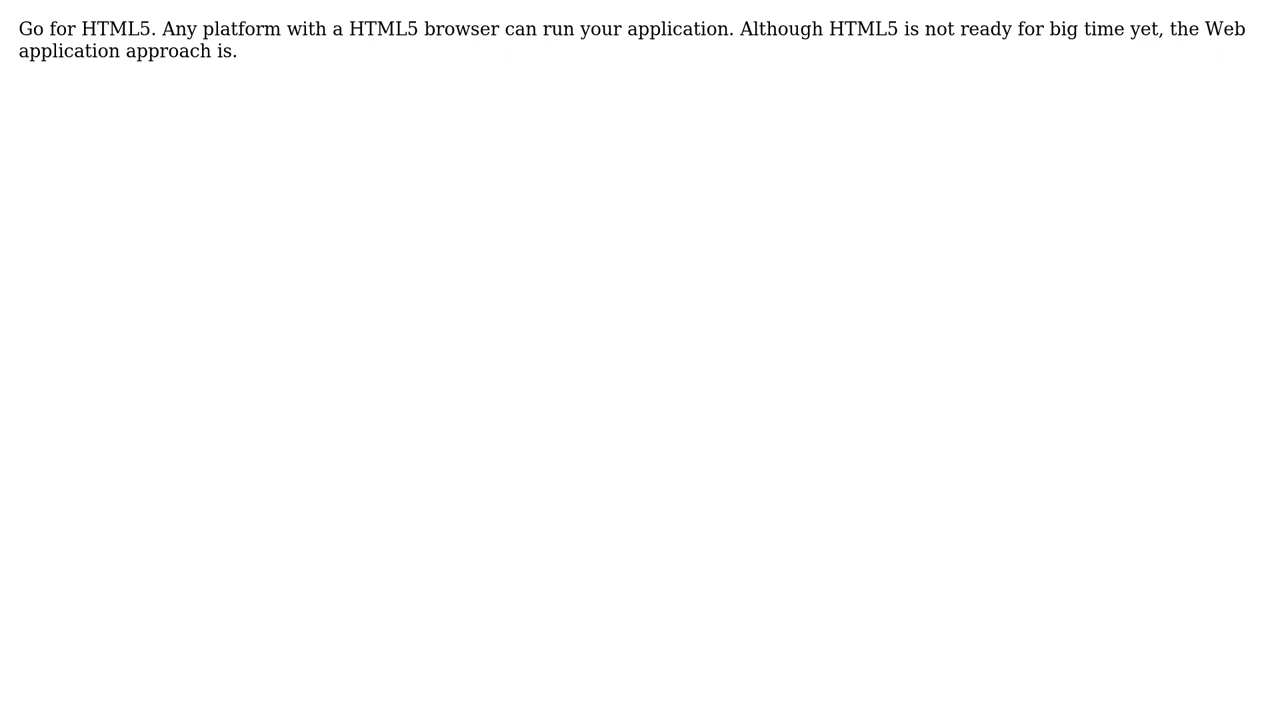 Go for HTML5. Any platform with a HTML5 browser can run your application. Although HTML5 is not ready for big time yet, the Web
application approach is.